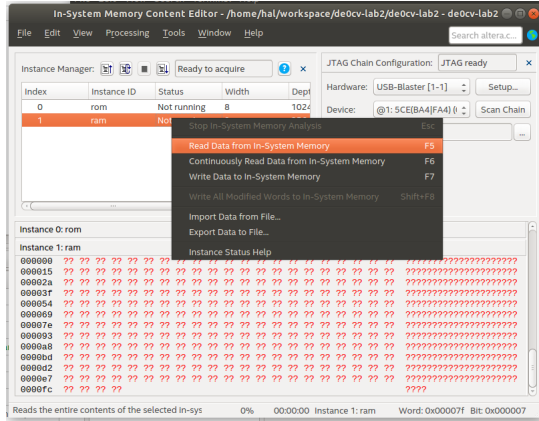 In-System Memory Content Editor - /home/hal/workspace/de0cv-lab2/de0cv-lab2 - de0cv-lab2
File Edit View Processing Tools Window Help
Search altera.c...
Instance Manager: Ready to acquire
JTAG Chain Configuration: JTAG ready
Hardware: USB-Blaster [1-1] Setup...
Device: @1: 5CE(BA4|FA4) Scan Chain
...
Index Instance ID Status Width Dept
0 rom Not running 8 1024
1 ram Not
Stop In-System Memory Analysis Esc
Read Data from In-System Memory F5
Continuously Read Data from In-System Memory F6
Write Data to In-System Memory F7
Write All Modified Words to In-System Memory Shift+F8
Import Data from File...
Export Data to File...
Instance Status Help
Instance 0: rom
Instance 1: ram
000000 ?? ?? ?? ?? ?? ?? ?? ?? ?? ?? ?? ?? ?? ?? ?? ?? ?? ?? ?? ?? ?? ?????????????????????
000015 ?? ?? ?? ?? ?? ?? ?? ?? ?? ?? ?? ?? ?? ?? ?? ?? ?? ?? ?? ?? ?? ?????????????????????
00002a ?? ?? ?? ?? ?? ?? ?? ?? ?? ?? ?? ?? ?? ?? ?? ?? ?? ?? ?? ?? ?? ?????????????????????
00003f ?? ?? ?? ?? ?? ?? ?? ?? ?? ?? ?? ?? ?? ?? ?? ?? ?? ?? ?? ?? ?? ?????????????????????
000054 ?? ?? ?? ?? ?? ?? ?? ?? ?? ?? ?? ?? ?? ?? ?? ?? ?? ?? ?? ?? ?? ?????????????????????
000069 ?? ?? ?? ?? ?? ?? ?? ?? ?? ?? ?? ?? ?? ?? ?? ?? ?? ?? ?? ?? ?? ?????????????????????
00007e ?? ?? ?? ?? ?? ?? ?? ?? ?? ?? ?? ?? ?? ?? ?? ?? ?? ?? ?? ?? ?? ?????????????????????
000093 ?? ?? ?? ?? ?? ?? ?? ?? ?? ?? ?? ?? ?? ?? ?? ?? ?? ?? ?? ?? ?? ?????????????????????
0000a8 ?? ?? ?? ?? ?? ?? ?? ?? ?? ?? ?? ?? ?? ?? ?? ?? ?? ?? ?? ?? ?? ?????????????????????
0000bd ?? ?? ?? ?? ?? ?? ?? ?? ?? ?? ?? ?? ?? ?? ?? ?? ?? ?? ?? ?? ?? ?????????????????????
0000d2 ?? ?? ?? ?? ?? ?? ?? ?? ?? ?? ?? ?? ?? ?? ?? ?? ?? ?? ?? ?? ?? ?????????????????????
0000e7 ?? ?? ?? ?? ?? ?? ?? ?? ?? ?? ?? ?? ?? ?? ?? ?? ?? ?? ?? ?? ?? ?????????????????????
0000fc ?? ?? ?? ?? ????
Reads the entire contents of the selected in-sys 0% 00:00:00 Instance 1: ram Word: 0x00007f Bit: 0x000007